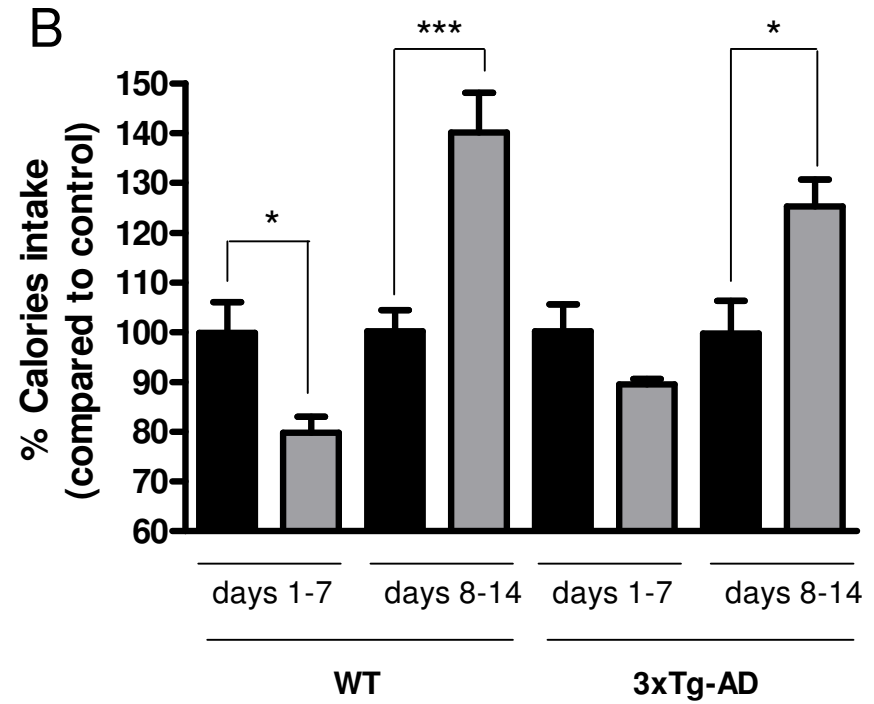 B
***
*
*
% Calories intake
(compared to control)
150
140
130
120
110
100
90
80
70
60
days 1-7
days 8-14
days 1-7
days 8-14
WT
3xTg-AD